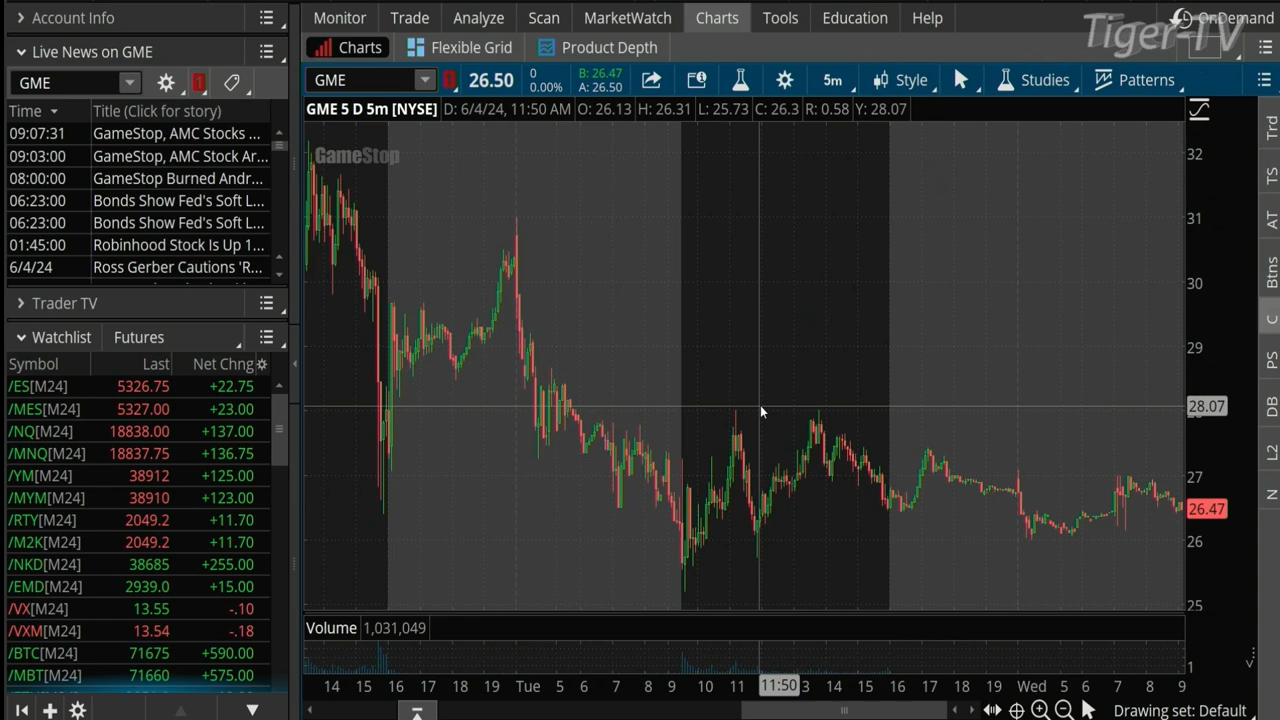 Account Info
Monitor Trade Analyze Scan MarketWatch Charts Tools Education Help OnDemand
Tiger-TV
Live News on GME
Charts Flexible Grid Product Depth
GME
GME 1 26.50 0 0.00% B: 26.47 A: 26.50 5m Style Studies Patterns
Time Title (Click for story)
GME 5 D 5m [NYSE] D: 6/4/24, 11:50 AM O: 26.13 H: 26.31 L: 25.73 C: 26.3 R: 0.58 Y: 28.07
09:07:31 GameStop, AMC Stocks ...
09:03:00 GameStop, AMC Stock Ar...
08:00:00 GameStop Burned Andr...
06:23:00 Bonds Show Fed's Soft L...
06:23:00 Bonds Show Fed's Soft L...
01:45:00 Robinhood Stock Is Up 1...
6/4/24 Ross Gerber Cautions 'R...
GameStop
Trader TV
Watchlist Futures
Symbol Last Net Chng
/ES[M24] 5326.75 +22.75
/MES[M24] 5327.00 +23.00
/NQ[M24] 18838.00 +137.00
/MNQ[M24] 18837.75 +136.75
/YM[M24] 38912 +125.00
/MYM[M24] 38910 +123.00
/RTY[M24] 2049.2 +11.70
/M2K[M24] 2049.2 +11.70
/NKD[M24] 38685 +255.00
/EMD[M24] 2939.0 +15.00
/VX[M24] 13.55 -.10
/VXM[M24] 13.54 -.18
/BTC[M24] 71675 +590.00
/MBT[M24] 71660 +575.00
32
31
30
29
28.07
27
26.47
26
25
Volume 1,031,049
1
14 15 16 17 18 19 Tue 5 6 7 8 9 10 11 11:50 3 14 15 16 17 18 19 Wed 5 6 7 8 9
Drawing set: Default
Trd
TS
AT
Btns
C
PS
DB
L2
N